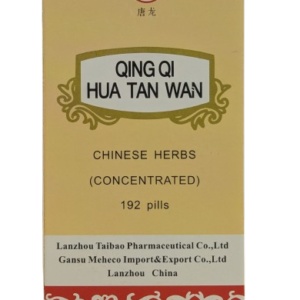 唐龙
QING QI
HUA TAN WAN
CHINESE HERBS
(CONCENTRATED)
192 pills
Lanzhou Taibao Pharmaceutical Co.,Ltd
Gansu Meheco Import&Export Co.,Ltd
Lanzhou China